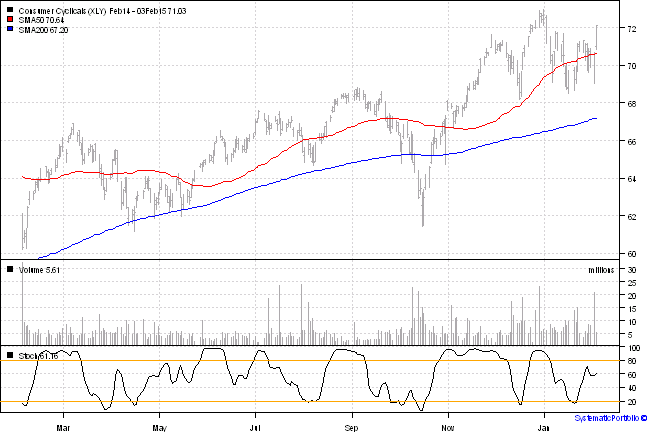 Consumer Cyclicals (XLY) Feb14 - 03Feb15 71.03
SMA50 70.64
SMA200 67.20
72
70
68
66
64
62
60
Volume 5.61
millions
30
25
20
15
10
5
Stoch 61.16
100
80
60
40
20
Mar
May
Jul
Sep
Nov
Jan
SystematicPortfolio ©